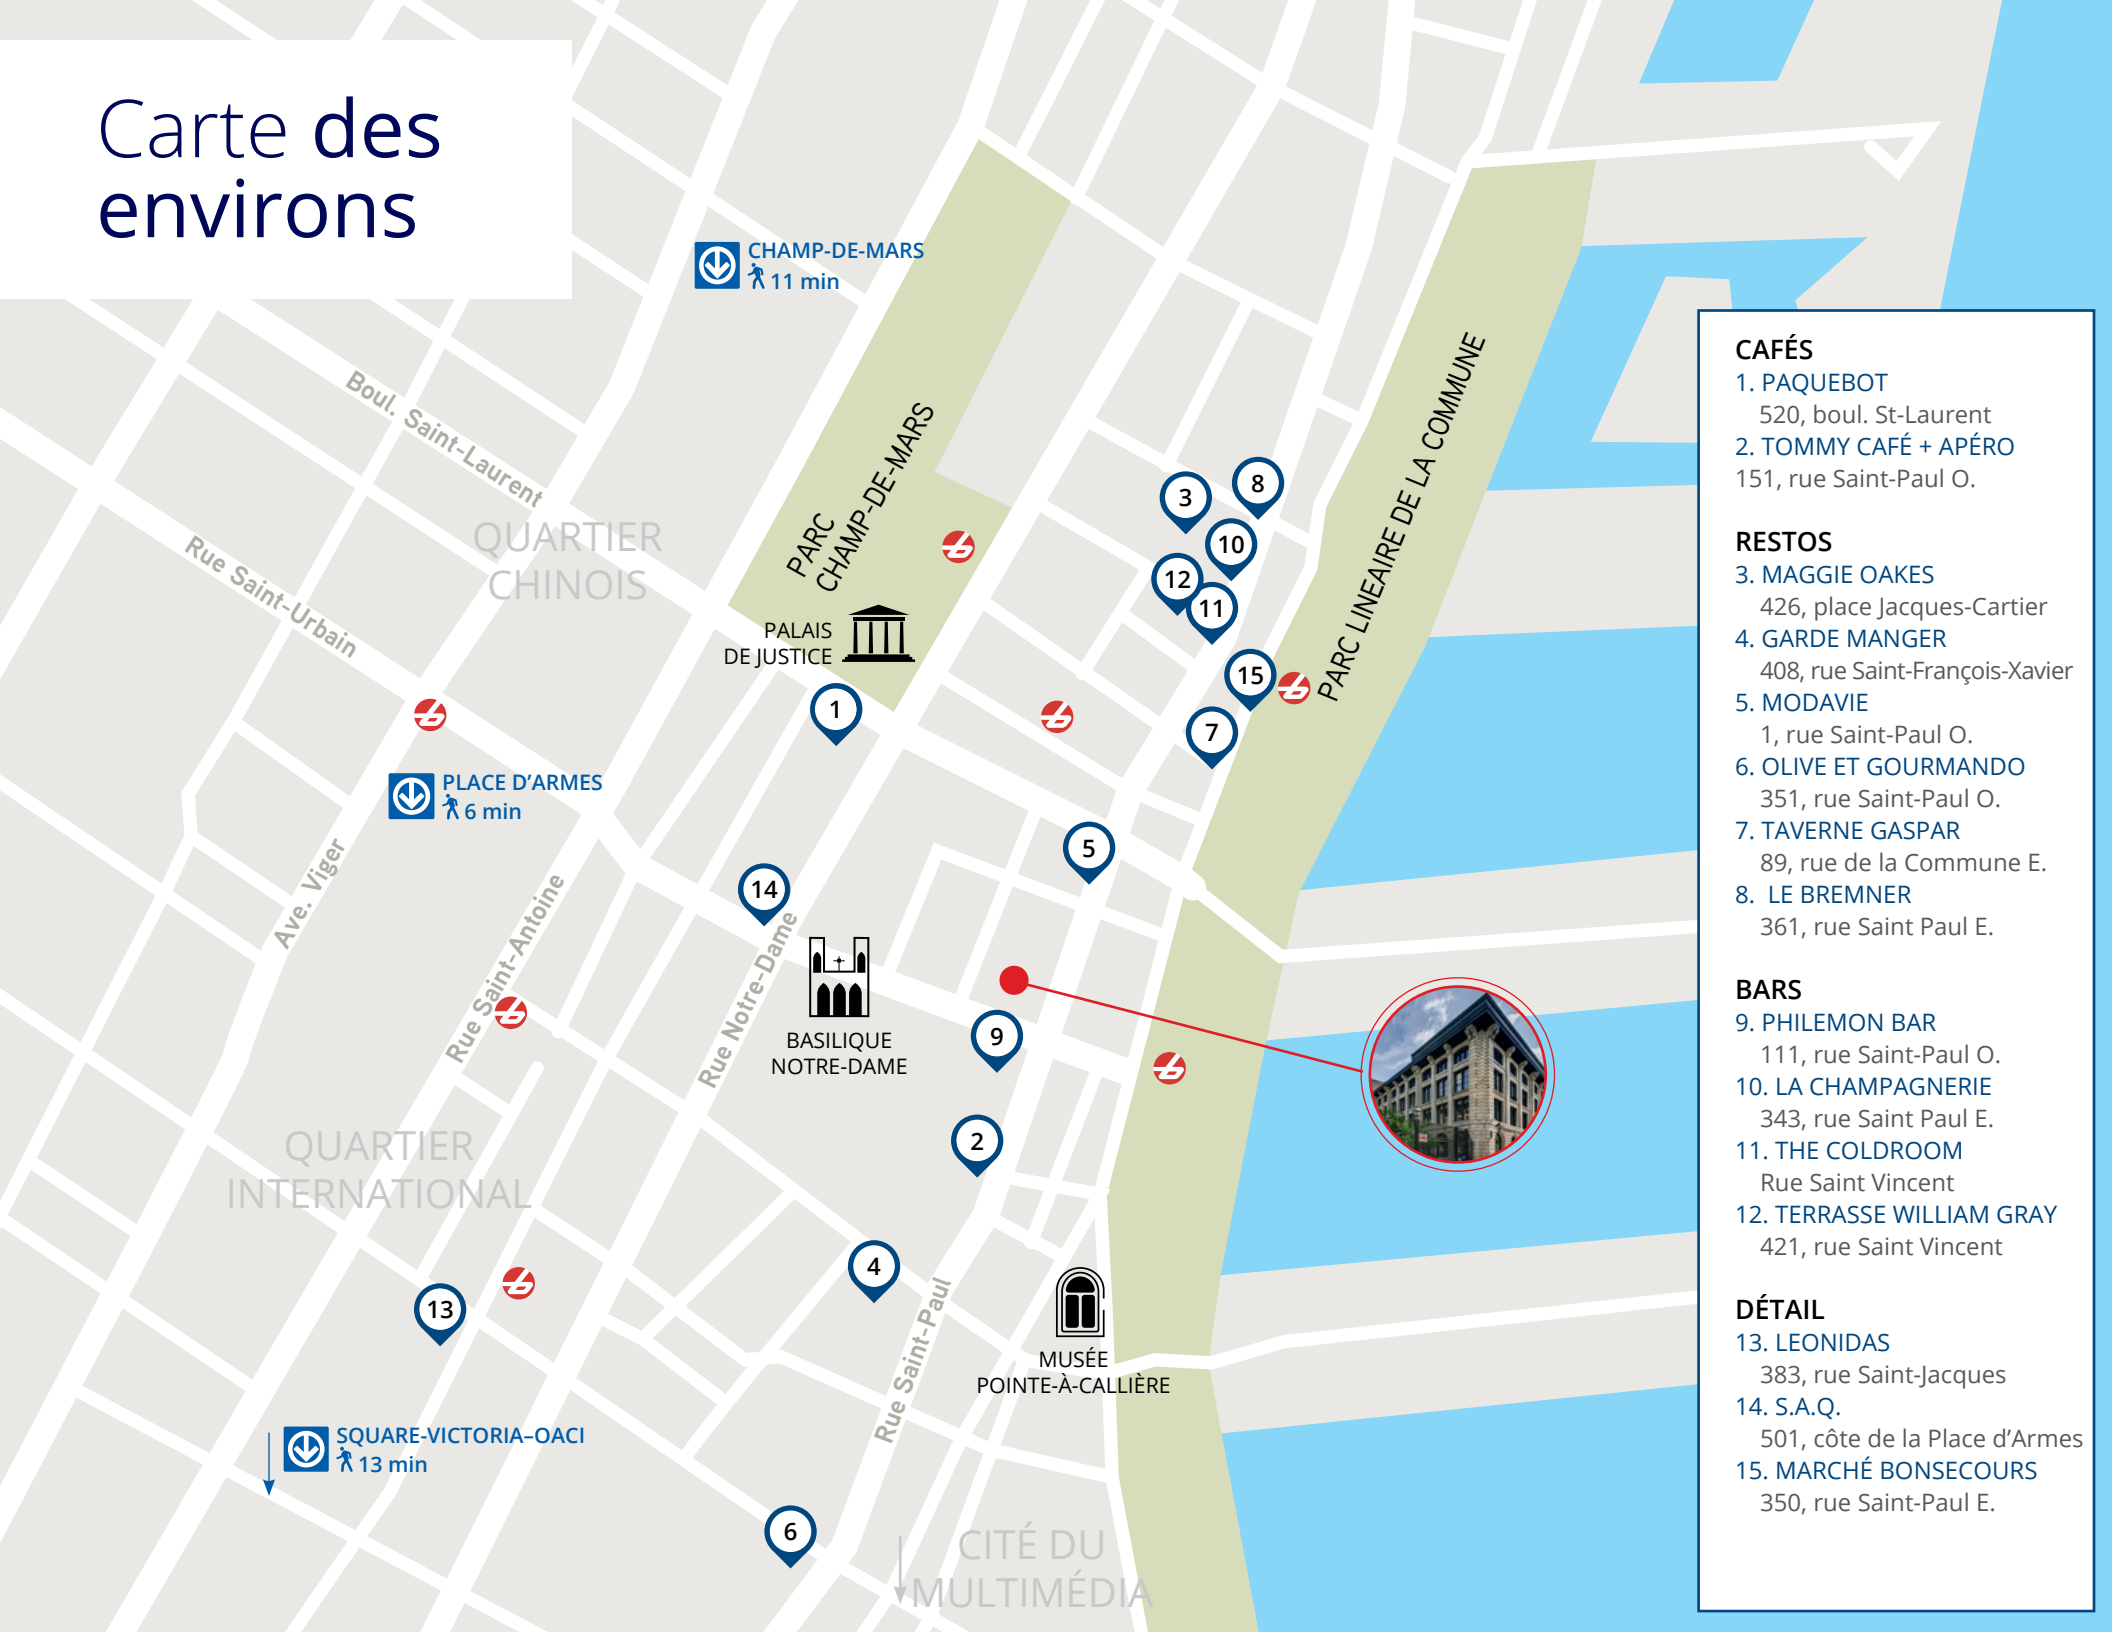 Carte des
environs
CHAMP-DE-MARS
11 min
Boul. Saint-Laurent
Rue Saint-Urbain
QUARTIER
CHINOIS
PARC
CHAMP-DE-MARS
PARC LINEAIRE DE LA COMMUNE
3
8
10
12
11
PALAIS
DE JUSTICE
15
1
7
PLACE D’ARMES
6 min
Ave. Viger
5
14
Rue Saint-Antoine
Rue Notre-Dame
BASILIQUE
NOTRE-DAME
9
2
QUARTIER
INTERNATIONAL
4
13
Rue Saint-Paul
MUSÉE
POINTE-À-CALLIÈRE
SQUARE-VICTORIA–OACI
13 min
6
CITÉ DU
MULTIMÉDIA
CAFÉS
1. PAQUEBOT
520, boul. St-Laurent
2. TOMMY CAFÉ + APÉRO
151, rue Saint-Paul O.
RESTOS
3. MAGGIE OAKES
426, place Jacques-Cartier
4. GARDE MANGER
408, rue Saint-François-Xavier
5. MODAVIE
1, rue Saint-Paul O.
6. OLIVE ET GOURMANDO
351, rue Saint-Paul O.
7. TAVERNE GASPAR
89, rue de la Commune E.
8. LE BREMNER
361, rue Saint Paul E.
BARS
9. PHILEMON BAR
111, rue Saint-Paul O.
10. LA CHAMPAGNERIE
343, rue Saint Paul E.
11. THE COLDROOM
Rue Saint Vincent
12. TERRASSE WILLIAM GRAY
421, rue Saint Vincent
DÉTAIL
13. LEONIDAS
383, rue Saint-Jacques
14. S.A.Q.
501, côte de la Place d’Armes
15. MARCHÉ BONSECOURS
350, rue Saint-Paul E.